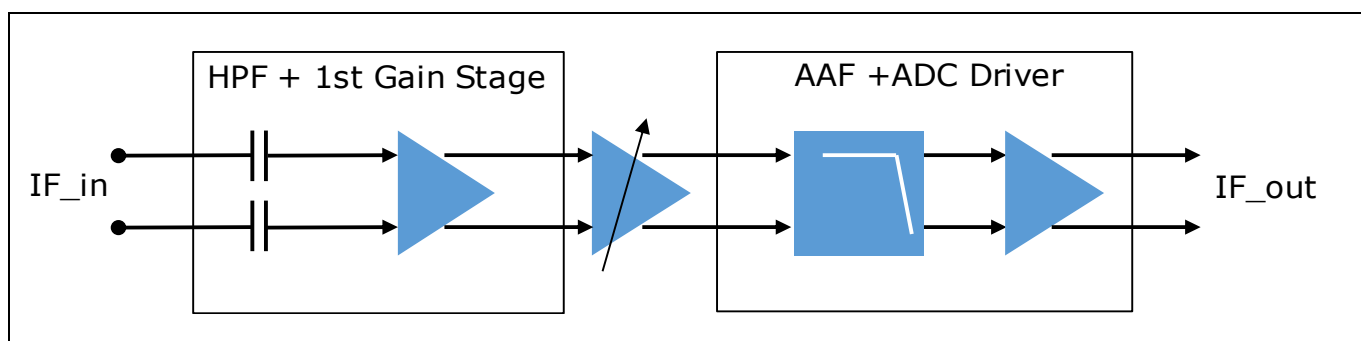 HPF + 1st Gain Stage
AAF +ADC Driver
IF_in
IF_out